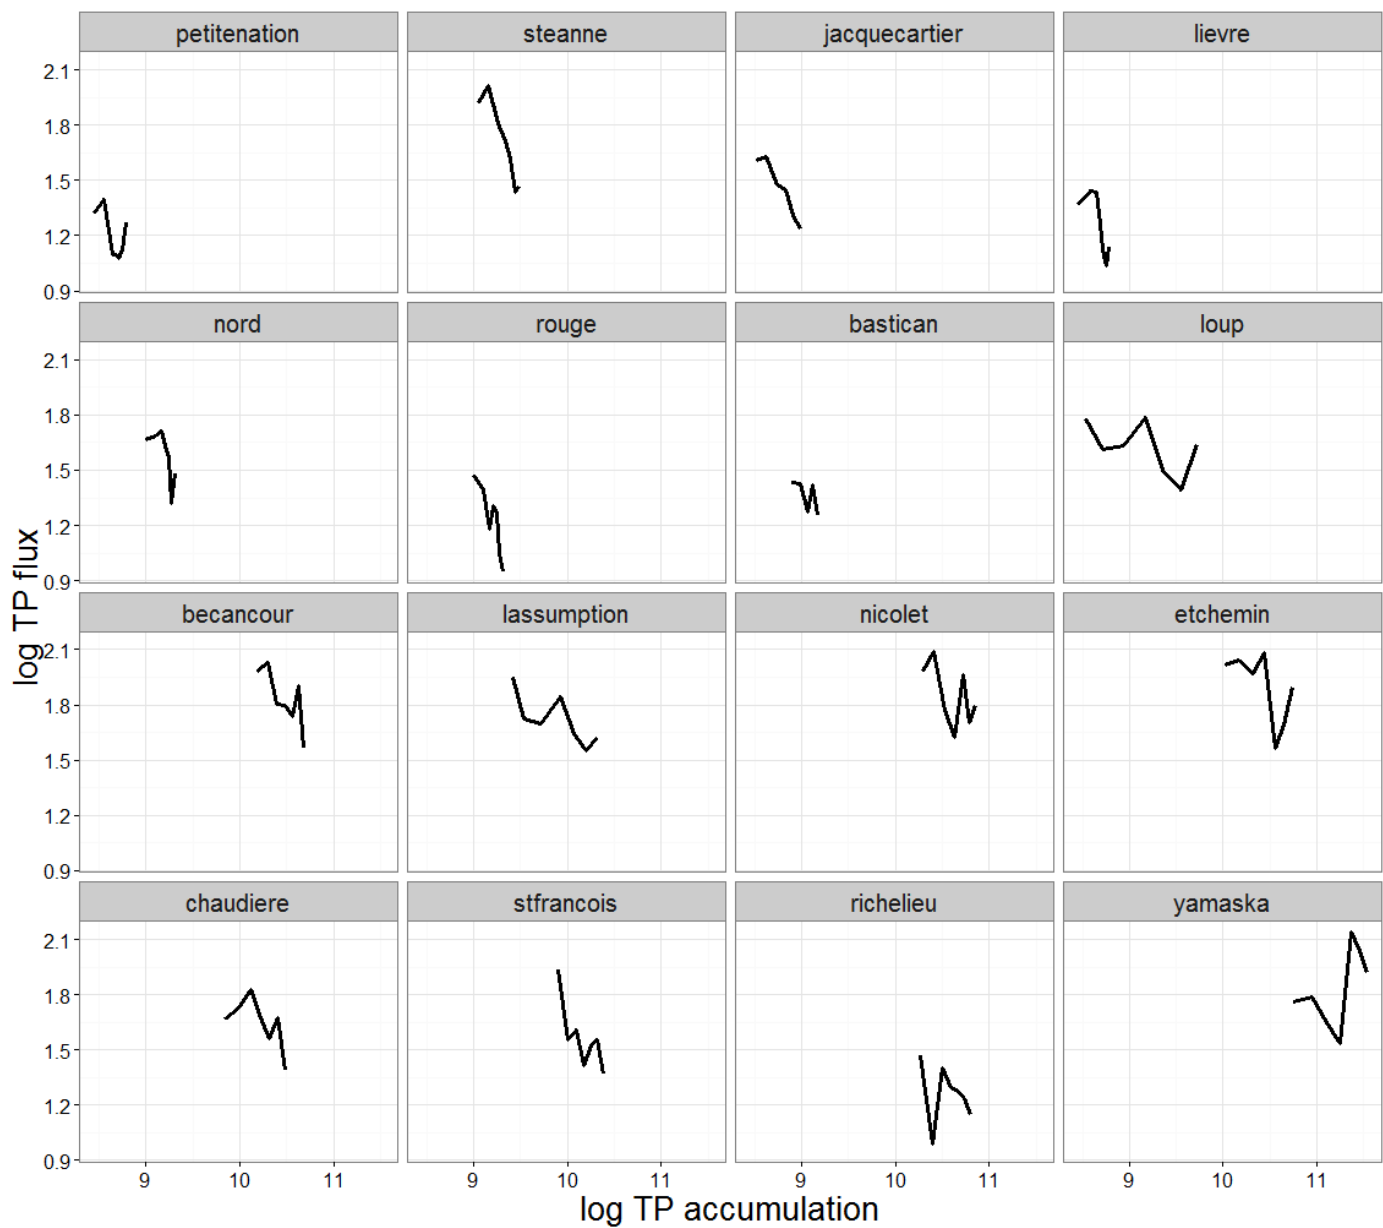 petitenation steanne jacquecartier lievre
2.1
1.8
1.5
1.2
0.9
nord rouge bastican loup
2.1
1.8
1.5
1.2
0.9
log TP flux
becancour lassumption nicolet etchemin
2.1
1.8
1.5
1.2
0.9
chaudiere stfrancois richelieu yamaska
2.1
1.8
1.5
1.2
0.9
9 10 11 9 10 11 9 10 11 9 10 11
log TP accumulation